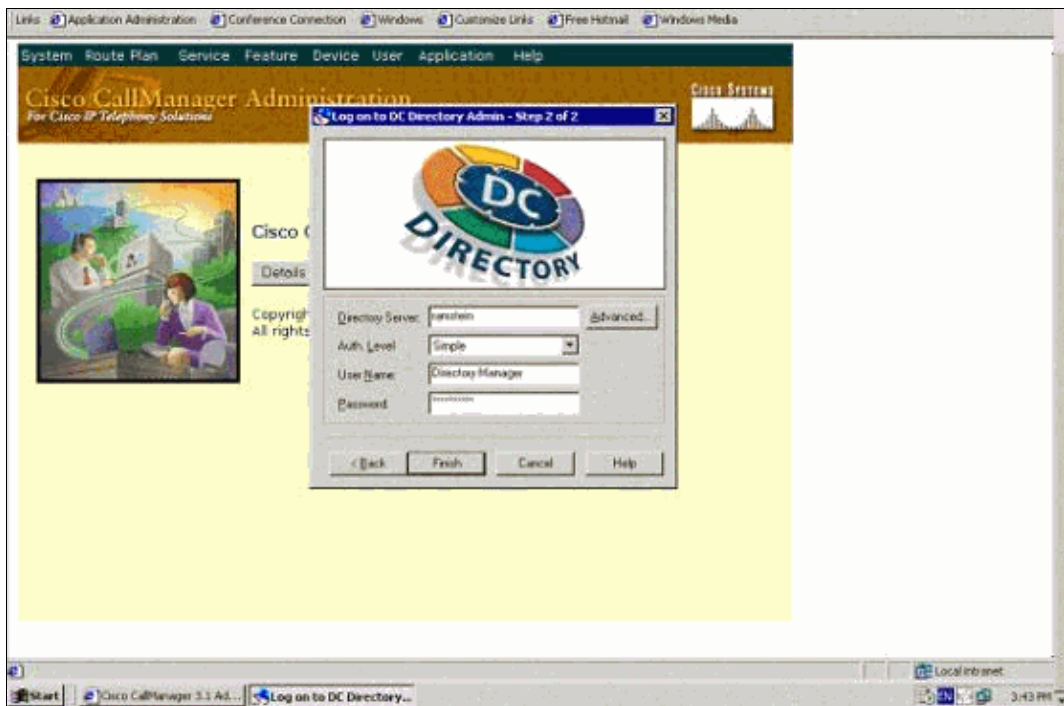 Links Application Administration Conference Connection Windows Customize Links Free Hotmail Windows Media
System Route Plan Service Feature Device User Application Help
Cisco CallManager Administration
For Cisco IP Telephony Solutions
CISCO SYSTEMS
Log on to DC Directory Admin - Step 2 of 2
DC
DIRECTORY
Cisco C
Details
Copyrigh
All rights
Directory Server:
Advanced...
Auth. Level Simple
User Name: Directory Manager
Password:
< Back Finish Cancel Help
Local intranet
Start Cisco CallManager 3.1 Ad... Log on to DC Directory...
EN 3:43 PM